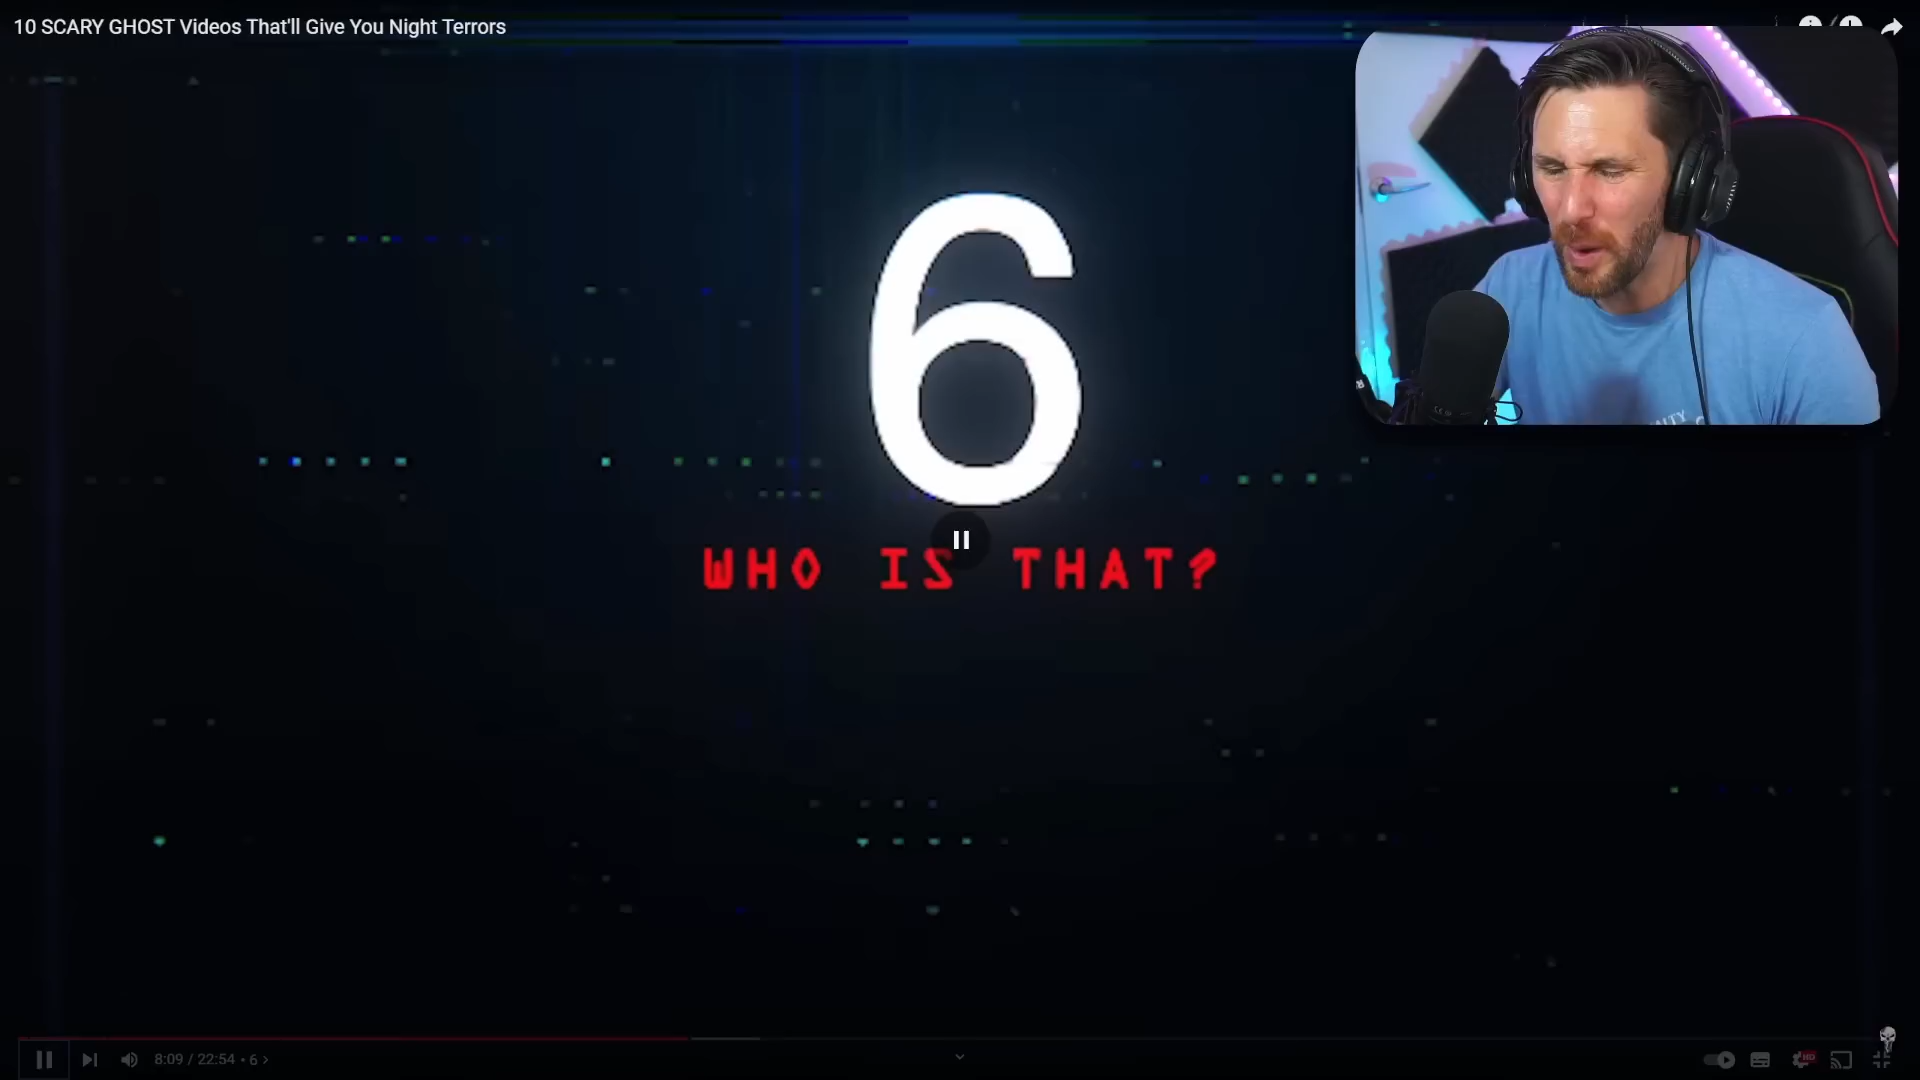 10 SCARY GHOST Videos That'll Give You Night Terrors
6
WHO IS THAT?
8:09 / 22:54 • 6 >
HD